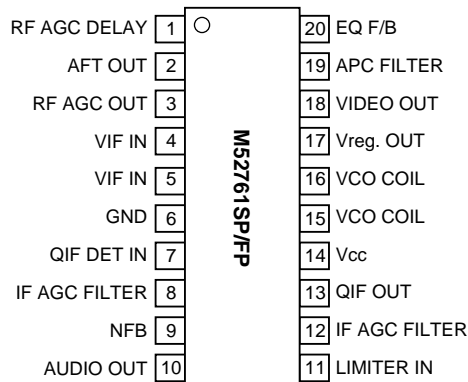 RF AGC DELAY 1 20 EQ F/B
AFT OUT 2 19 APC FILTER
RF AGC OUT 3 18 VIDEO OUT
VIF IN 4 17 Vreg. OUT
VIF IN 5 16 VCO COIL
GND 6 15 VCO COIL
QIF DET IN 7 14 Vcc
IF AGC FILTER 8 13 QIF OUT
NFB 9 12 IF AGC FILTER
AUDIO OUT 10 11 LIMITER IN
M52761SP/FP